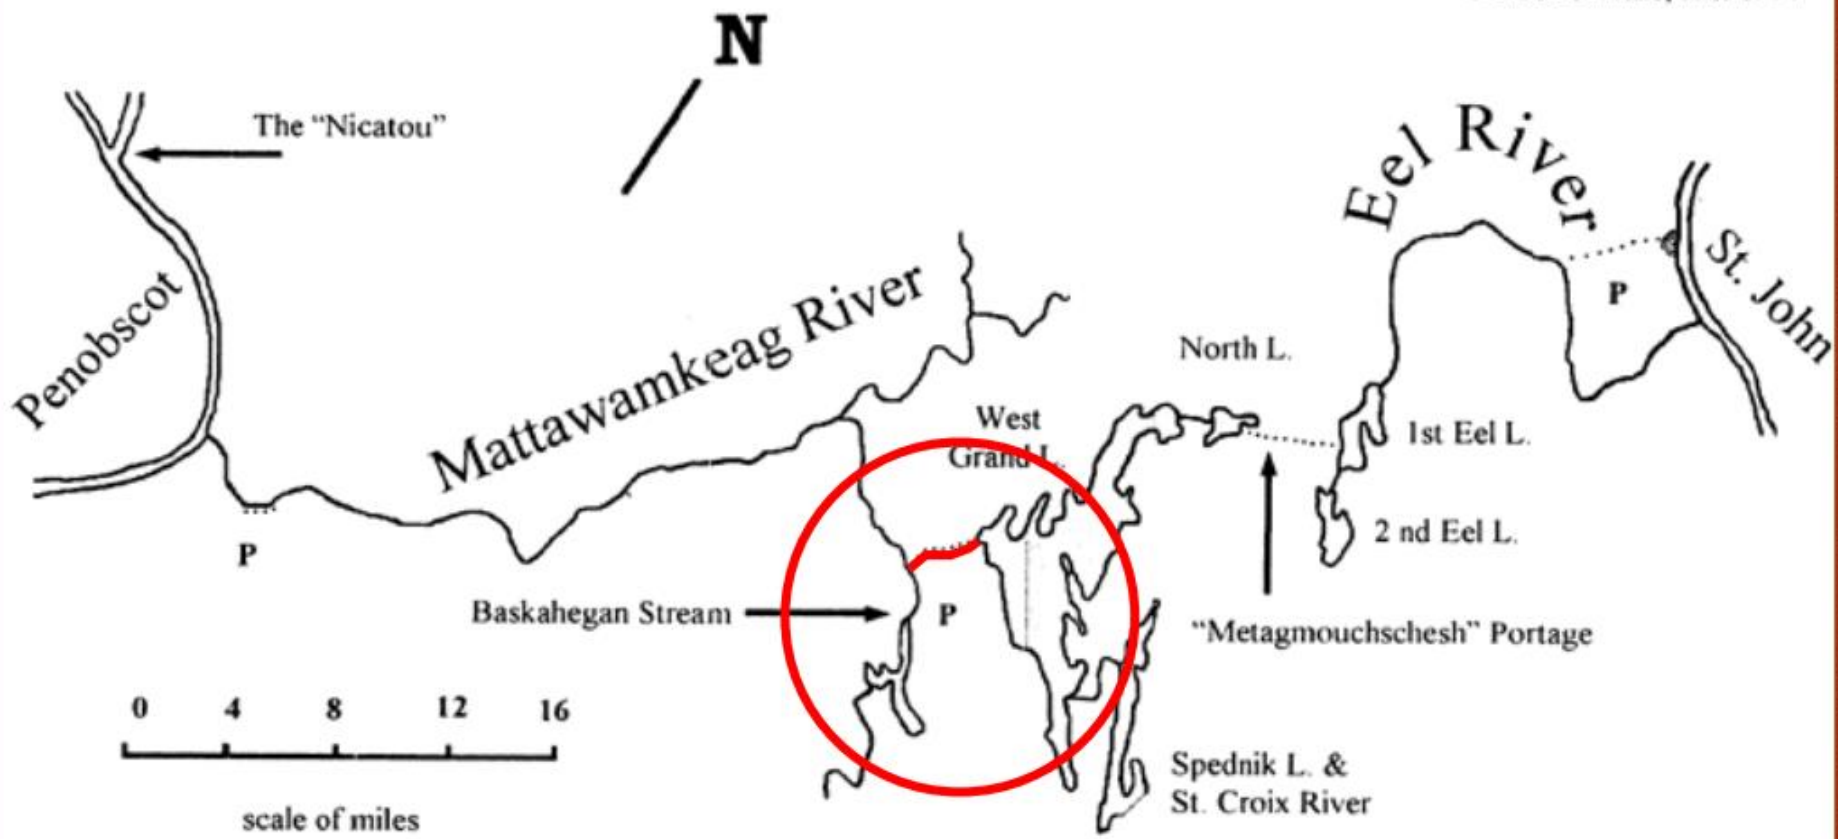 N
The "Nicatou"
Penobscot
Mattawamkeag River
Eel River
St. John
P
North L.
West
Grand L.
1st Eel L.
2 nd Eel L.
P
Baskahegan Stream
P
"Metagmouchschesh" Portage
0 4 8 12 16
scale of miles
Spednik L. &
St. Croix River